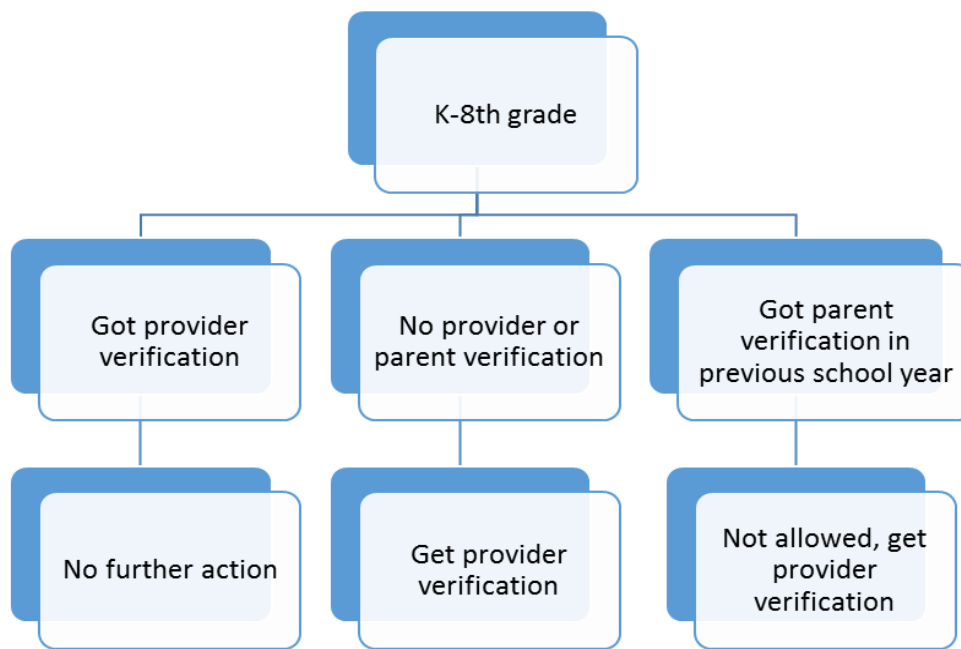 K-8th grade
Got provider
verification
No provider or
parent verification
Got parent
verification in
previous school year
No further action
Get provider
verification
Not allowed, get
provider
verification